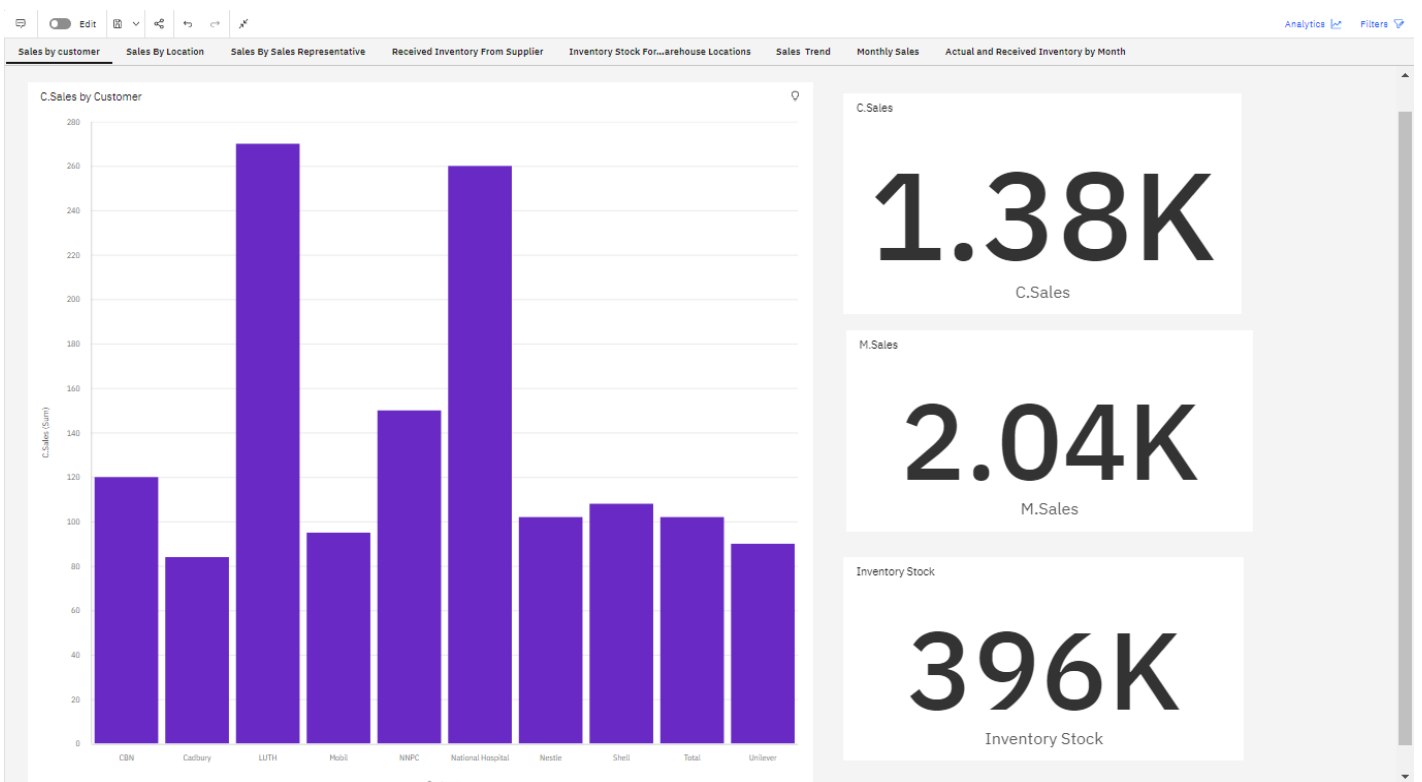 Edit
Analytics
Filters
Sales by customer
Sales By Location
Sales By Sales Representative
Received Inventory From Supplier
Inventory Stock For...arehouse Locations
Sales Trend
Monthly Sales
Actual and Received Inventory by Month
C.Sales by Customer
280
260
240
220
200
180
160
140
120
100
80
60
40
20
0
C.Sales (Sum)
CBN
Cadbury
LUTH
Mobil
NNPC
National Hospital
Nestle
Shell
Total
Unilever
C.Sales
1.38K
C.Sales
M.Sales
2.04K
M.Sales
Inventory Stock
396K
Inventory Stock